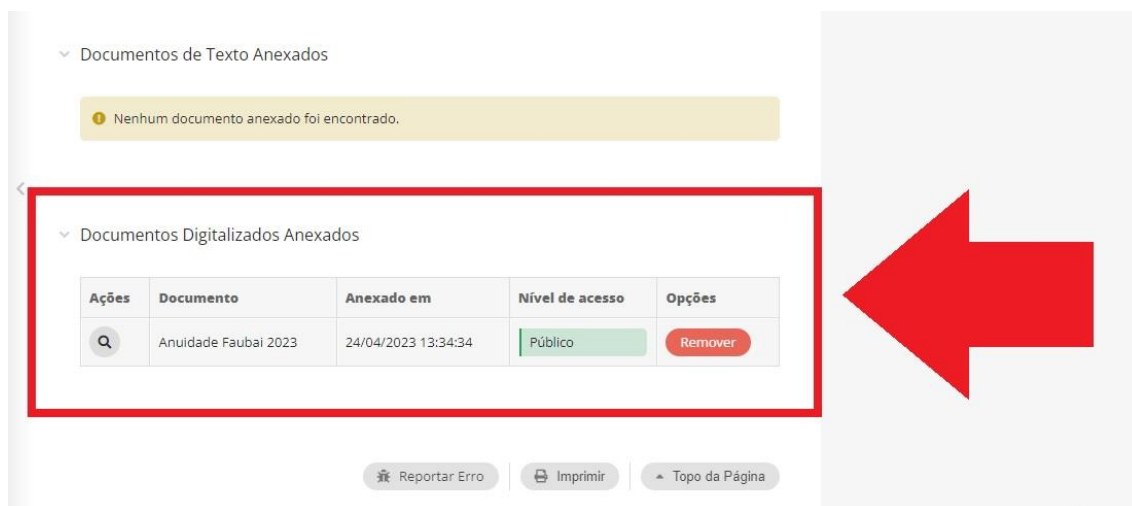 Documentos de Texto Anexados
Nenhum documento anexado foi encontrado.
Documentos Digitalizados Anexados
Ações Documento Anexado em Nível de acesso Opções
Anuidade Faubai 2023 24/04/2023 13:34:34 Público Remover
Reportar Erro Imprimir Topo da Página